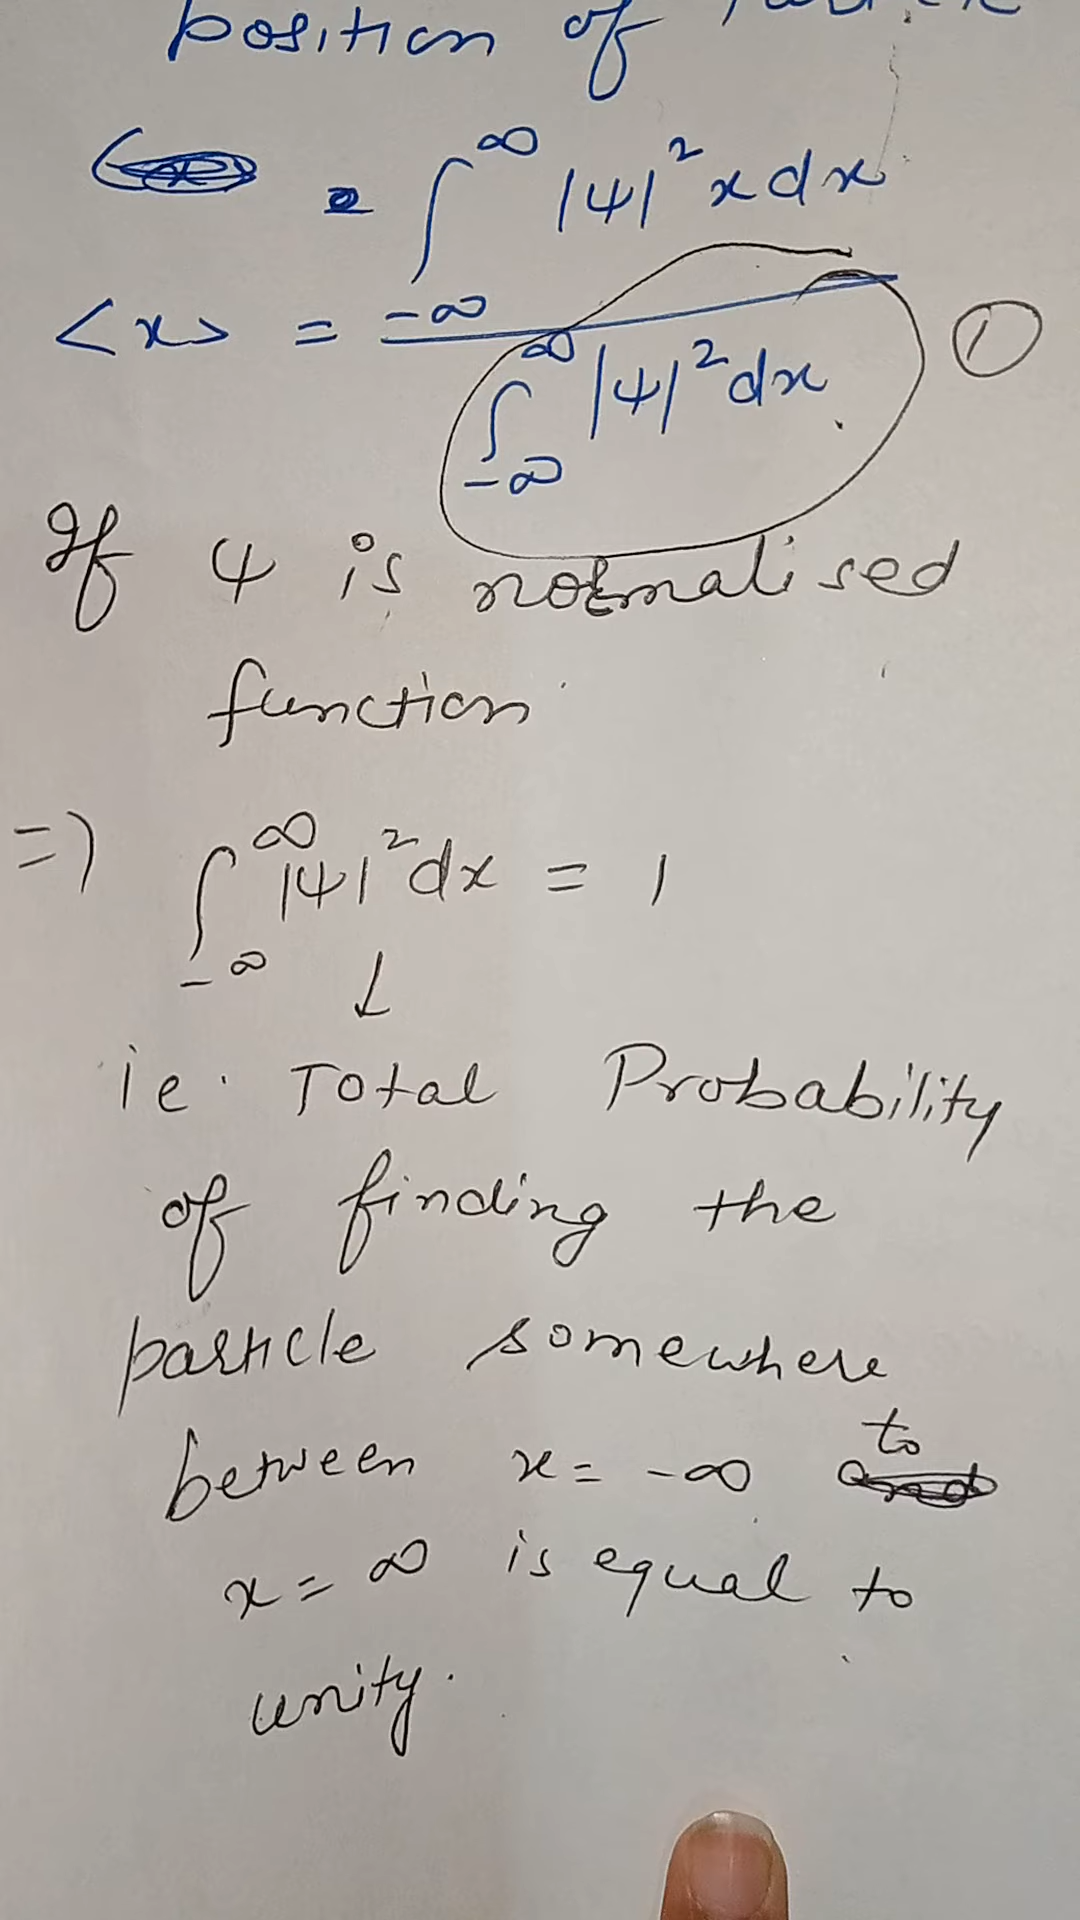 position of
= ∫_{-∞}^{∞} |ψ|² x dx
<x> = ――――――――― ①
∫_{-∞}^{∞} |ψ|² dx
If ψ is normalised
function
⇒ ∫_{-∞}^{∞} |ψ|² dx = 1
↓
ie. Total Probability
of finding the
particle somewhere
between x = -∞ to
x = ∞ is equal to
unity.